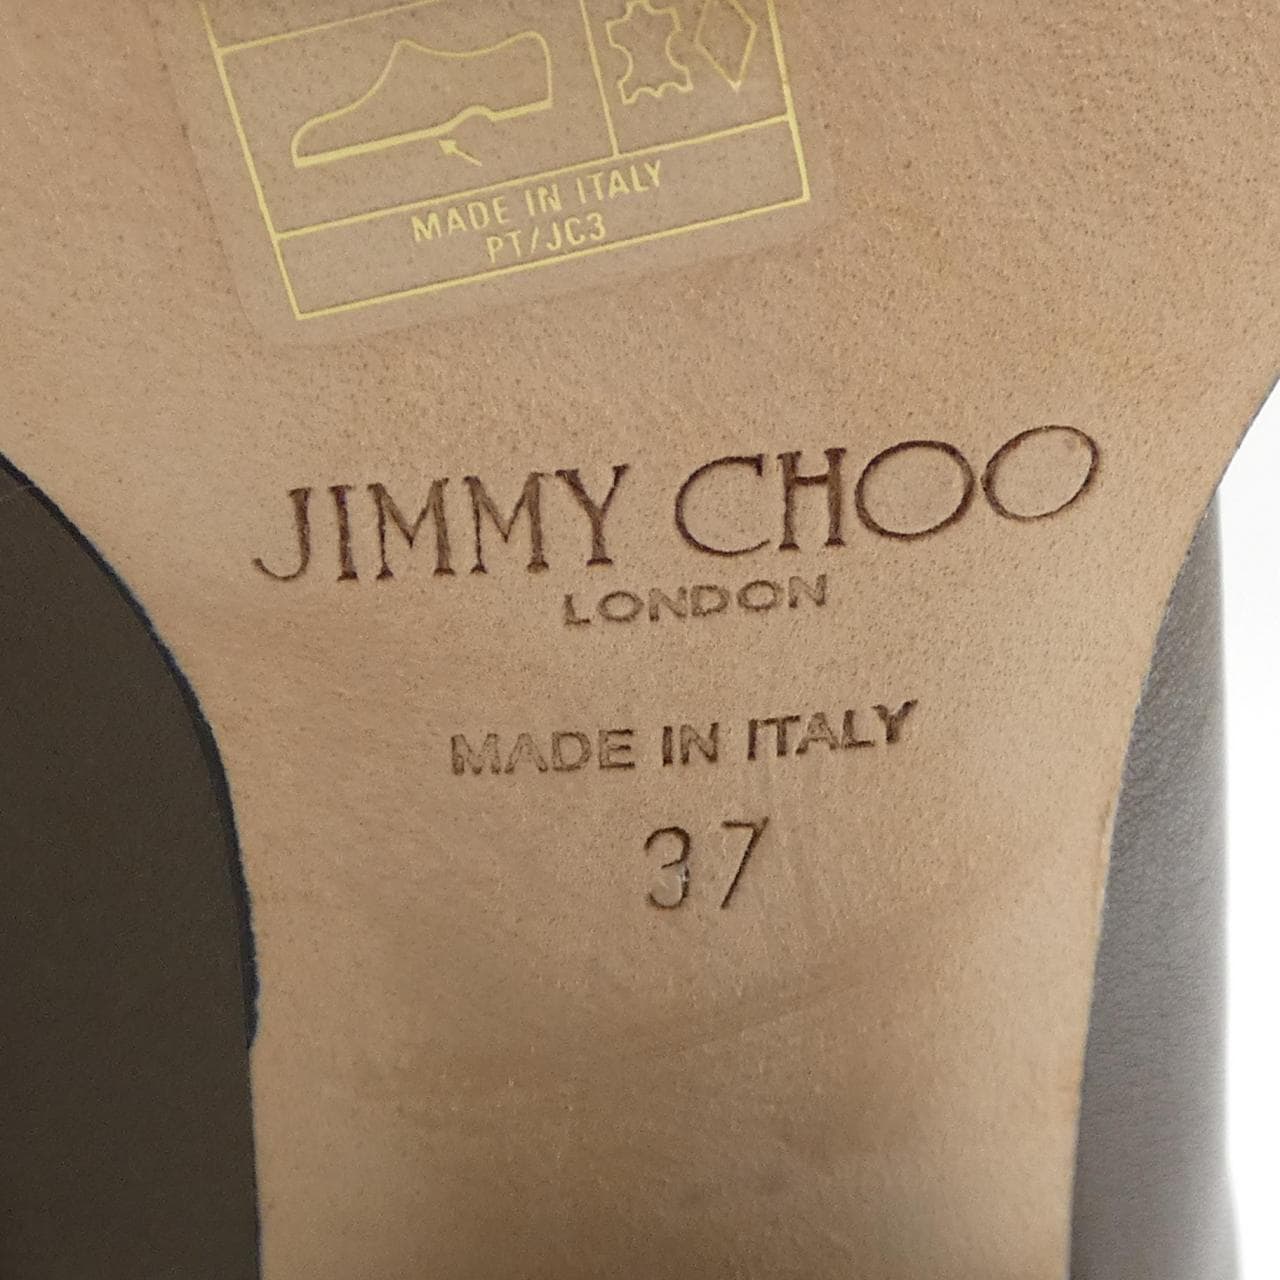 MADE IN ITALY
PT/JC3
JIMMY CHOO
LONDON
MADE IN ITALY
37